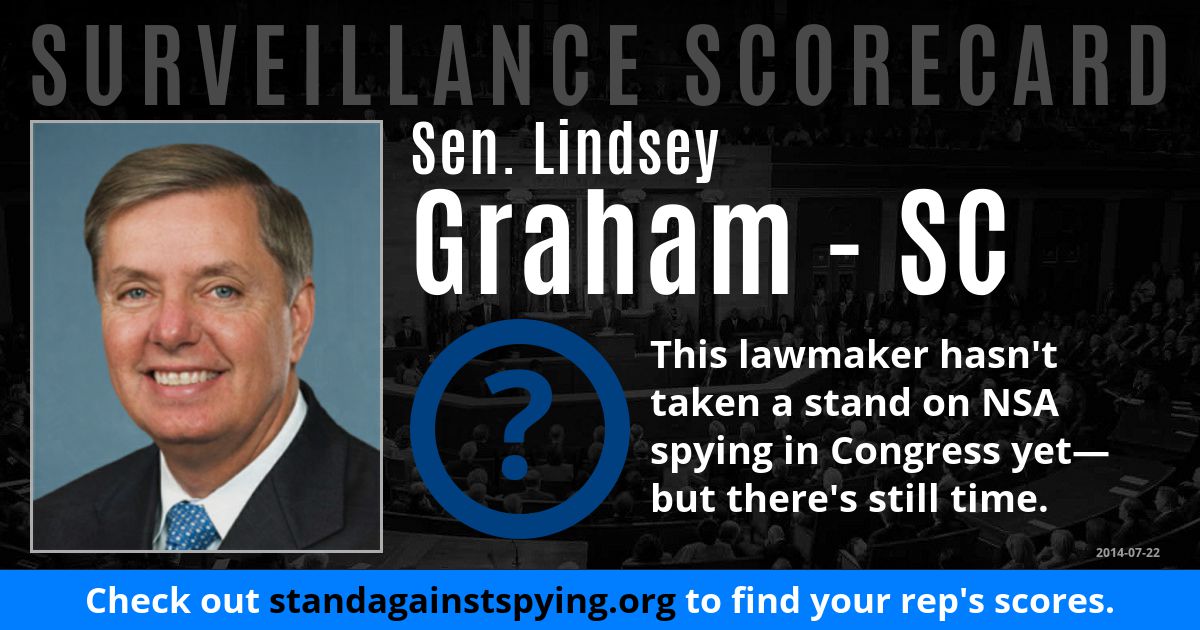 SURVEILLANCE SCORECARD
Sen. Lindsey
Graham - SC
?
This lawmaker hasn't
taken a stand on NSA
spying in Congress yet—
but there's still time.
2014-07-22
Check out standagainstspying.org to find your rep's scores.